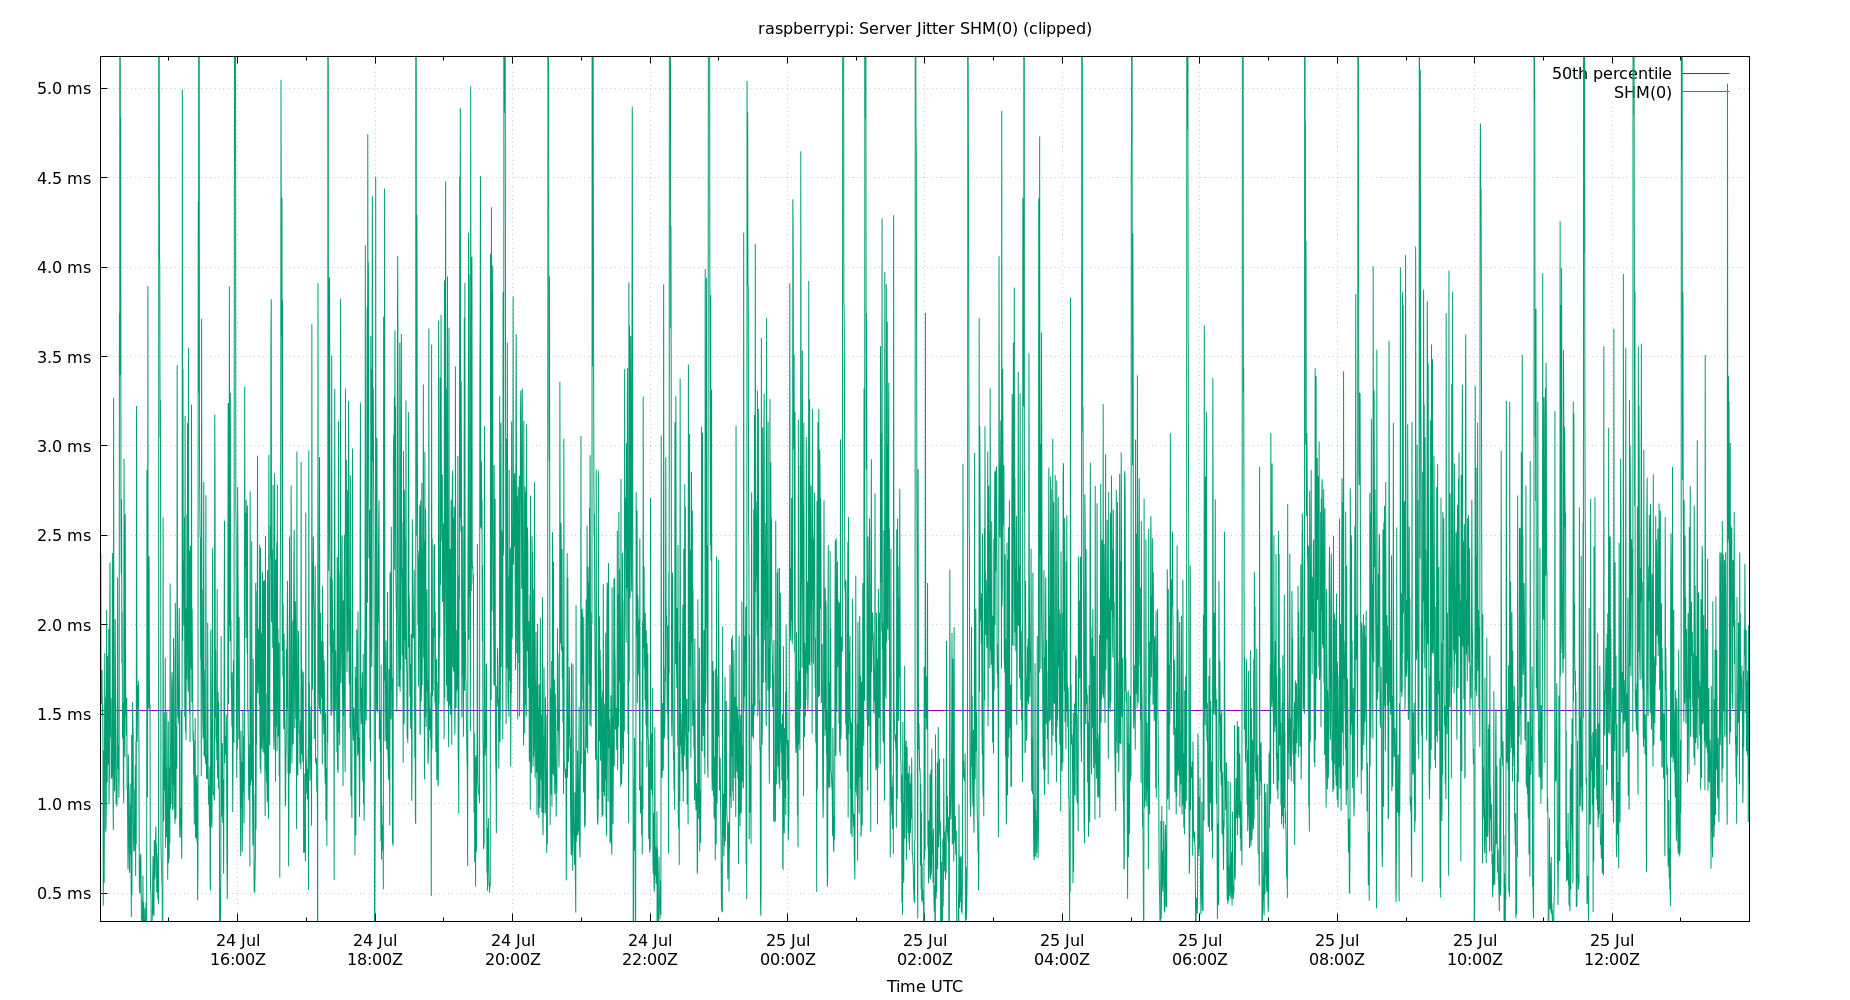 raspberrypi: Server Jitter SHM(0) (clipped)
50th percentile
SHM(0)
5.0 ms
4.5 ms
4.0 ms
3.5 ms
3.0 ms
2.5 ms
2.0 ms
1.5 ms
1.0 ms
0.5 ms
24 Jul 24 Jul 24 Jul 24 Jul 25 Jul 25 Jul 25 Jul 25 Jul 25 Jul 25 Jul 25 Jul
16:00Z 18:00Z 20:00Z 22:00Z 00:00Z 02:00Z 04:00Z 06:00Z 08:00Z 10:00Z 12:00Z
Time UTC